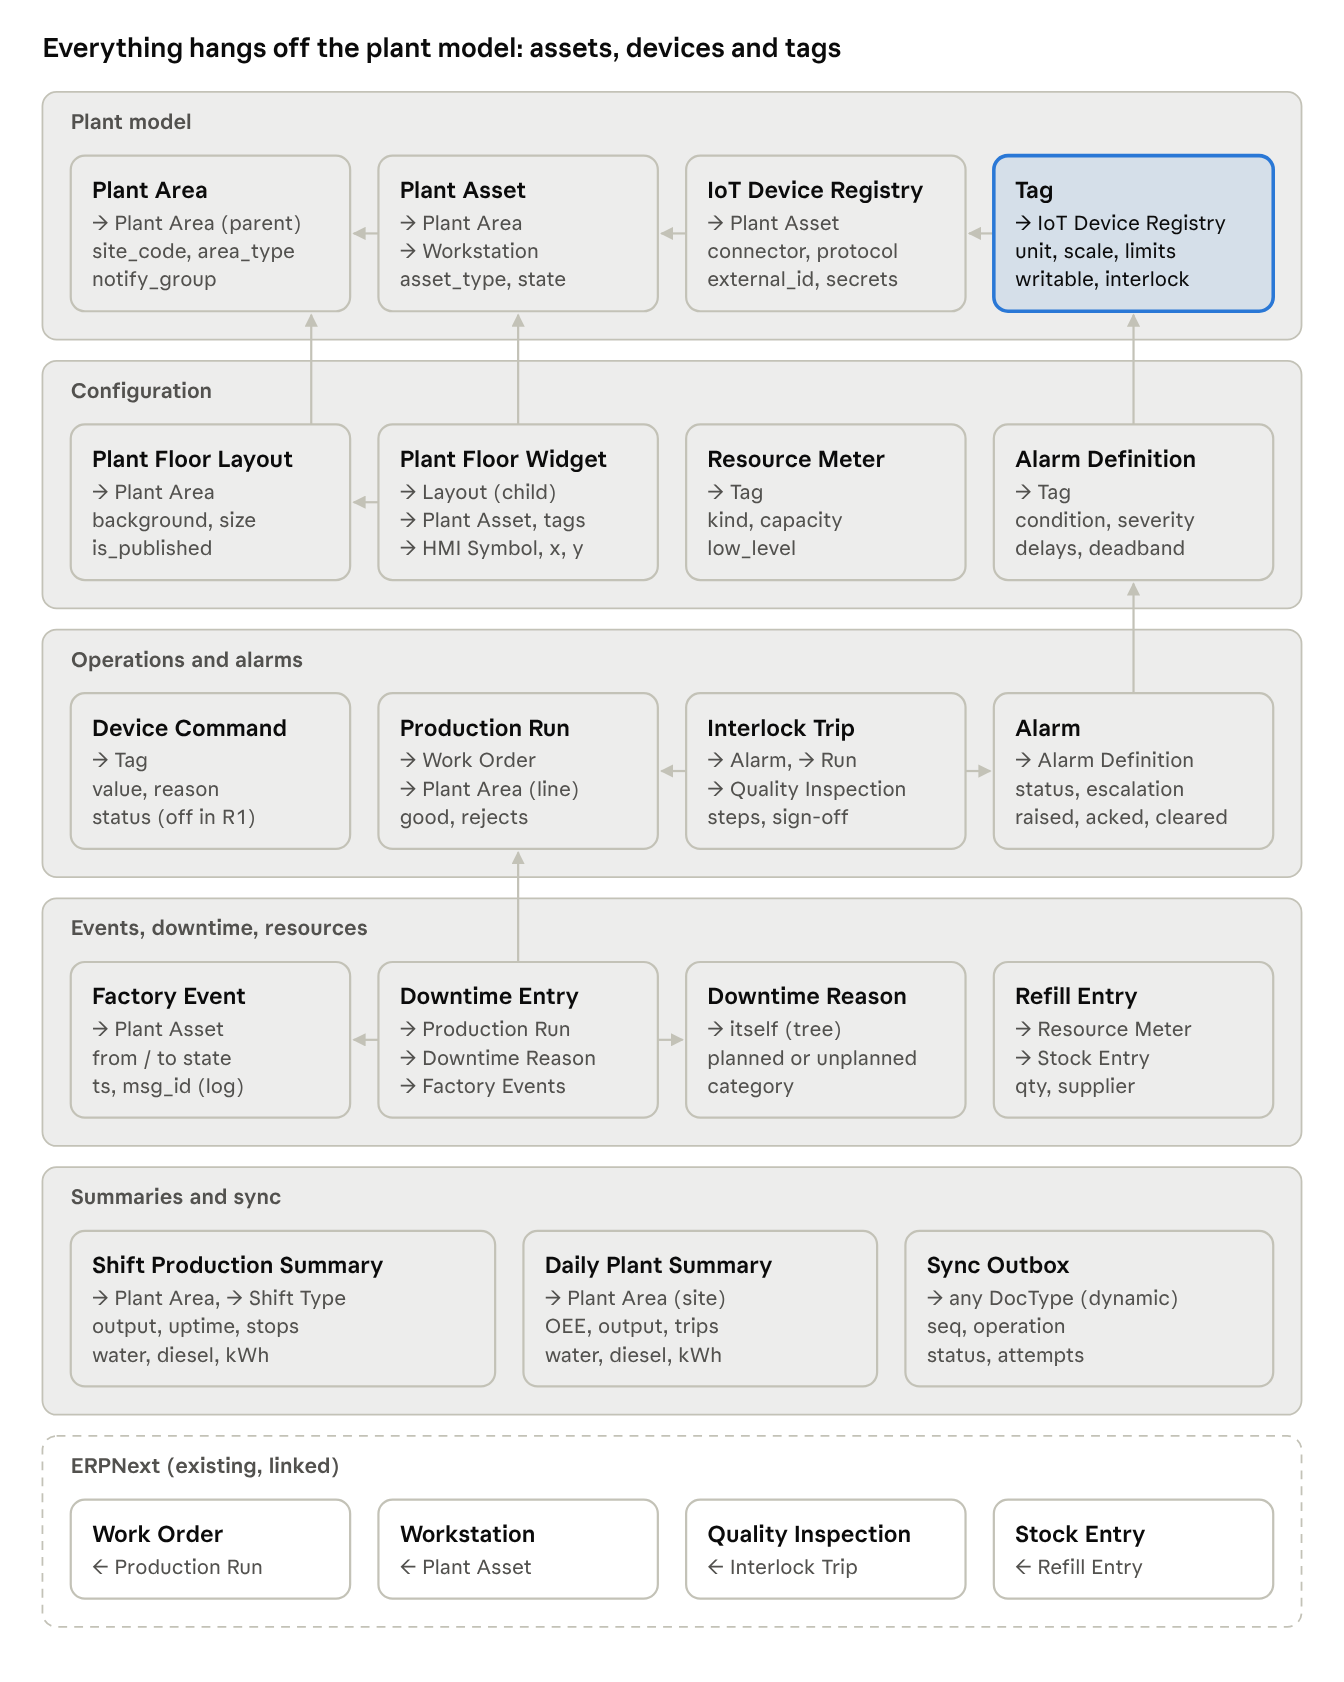 Everything hangs off the plant model: assets, devices and tags
Plant model
Plant Area
→ Plant Area (parent)
site_code, area_type
notify_group
Plant Asset
→ Plant Area
→ Workstation
asset_type, state
IoT Device Registry
→ Plant Asset
connector, protocol
external_id, secrets
Tag
→ IoT Device Registry
unit, scale, limits
writable, interlock
Configuration
Plant Floor Layout
→ Plant Area
background, size
is_published
Plant Floor Widget
→ Layout (child)
→ Plant Asset, tags
→ HMI Symbol, x, y
Resource Meter
→ Tag
kind, capacity
low_level
Alarm Definition
→ Tag
condition, severity
delays, deadband
Operations and alarms
Device Command
→ Tag
value, reason
status (off in R1)
Production Run
→ Work Order
→ Plant Area (line)
good, rejects
Interlock Trip
→ Alarm, → Run
→ Quality Inspection
steps, sign-off
Alarm
→ Alarm Definition
status, escalation
raised, acked, cleared
Events, downtime, resources
Factory Event
→ Plant Asset
from / to state
ts, msg_id (log)
Downtime Entry
→ Production Run
→ Downtime Reason
→ Factory Events
Downtime Reason
→ itself (tree)
planned or unplanned
category
Refill Entry
→ Resource Meter
→ Stock Entry
qty, supplier
Summaries and sync
Shift Production Summary
→ Plant Area, → Shift Type
output, uptime, stops
water, diesel, kWh
Daily Plant Summary
→ Plant Area (site)
OEE, output, trips
water, diesel, kWh
Sync Outbox
→ any DocType (dynamic)
seq, operation
status, attempts
ERPNext (existing, linked)
Work Order
← Production Run
Workstation
← Plant Asset
Quality Inspection
← Interlock Trip
Stock Entry
← Refill Entry